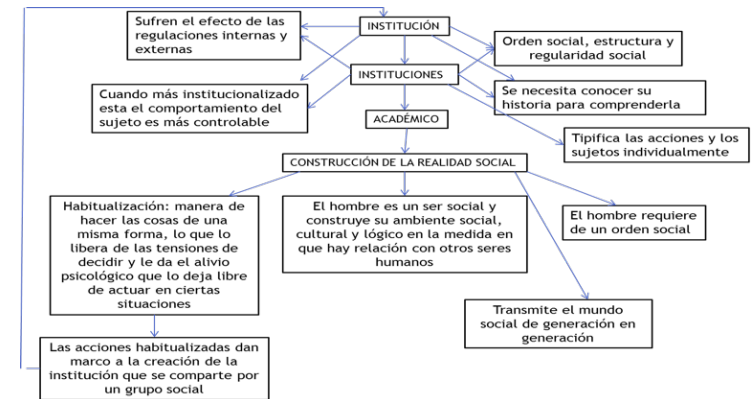 Sufren el efecto de las
regulaciones internas y
externas
INSTITUCIÓN
Orden social, estructura y
regularidad social
INSTITUCIONES
Cuando más institucionalizado
esta el comportamiento del
sujeto es más controlable
Se necesita conocer su
historia para comprenderla
ACADÉMICO
Tipifica las acciones y los
sujetos individualmente
CONSTRUCCIÓN DE LA REALIDAD SOCIAL
Habitualización: manera de
hacer las cosas de una
misma forma, lo que lo
libera de las tensiones de
decidir y le da el alivio
psicológico que lo deja libre
de actuar en ciertas
situaciones
El hombre es un ser social y
construye su ambiente social,
cultural y lógico en la medida en
que hay relación con otros seres
humanos
El hombre requiere
de un orden social
Transmite el mundo
social de generación en
generación
Las acciones habitualizadas dan
marco a la creación de la
institución que se comparte por
un grupo social